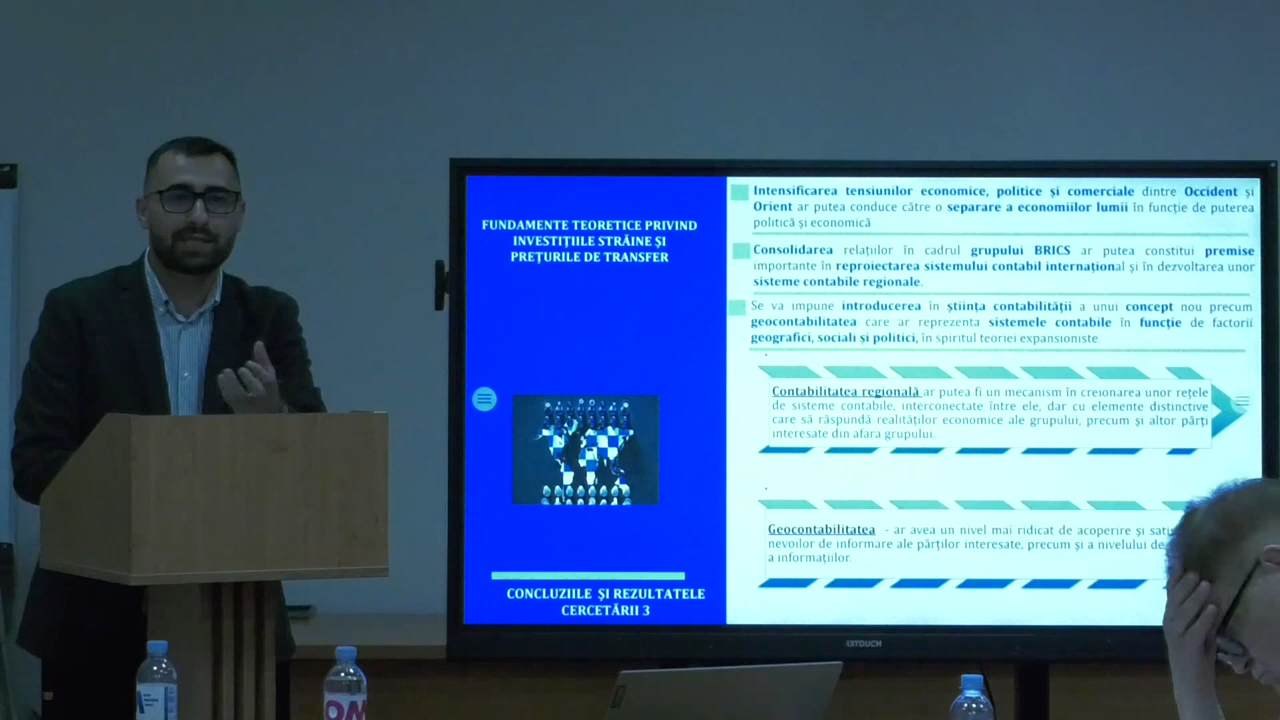 FUNDAMENTE TEORETICE PRIVIND
INVESTIȚIILE STRĂINE ȘI
PREȚURILE DE TRANSFER
CONCLUZIILE ȘI REZULTATELE
CERCETĂRII 3
Intensificarea tensiunilor economice, politice și comerciale dintre Occident și
Orient ar putea conduce către o separare a economiilor lumii în funcție de puterea
politică și economică
Consolidarea relațiilor în cadrul grupului BRICS ar putea constitui premise
importante în reproiectarea sistemului contabil internațional și în dezvoltarea unor
sisteme contabile regionale.
Se va impune introducerea în știința contabilității a unui concept nou precum
geocontabilitatea care ar reprezenta sistemele contabile în funcție de factorii
geografici, sociali și politici, în spiritul teoriei expansioniste.
Contabilitatea regională ar putea fi un mecanism în creionarea unor rețele
de sisteme contabile, interconectate între ele, dar cu elemente distinctive
care să răspundă realităților economice ale grupului, precum și altor părți
interesate din afara grupului.
Geocontabilitatea - ar avea un nivel mai ridicat de acoperire și
nevoilor de informare ale părților interesate, precum și a nivelului de
a informațiilor.
OM